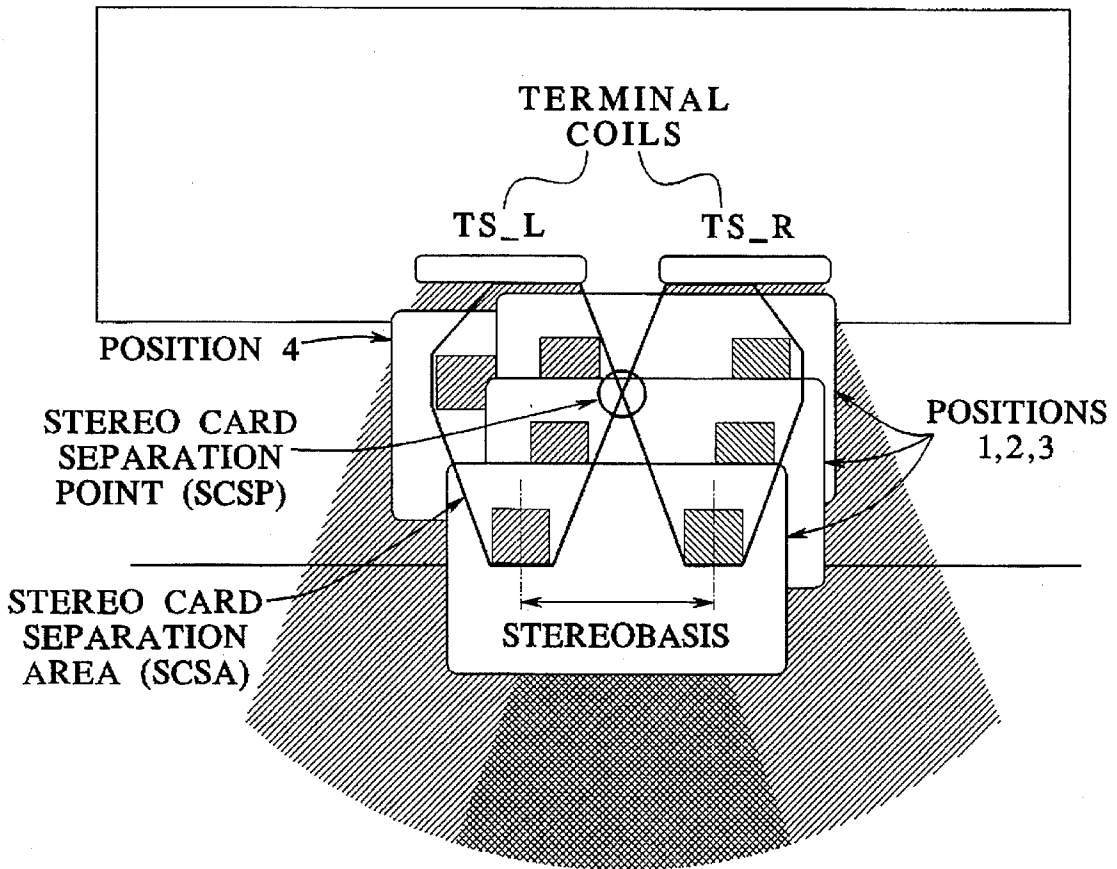 TERMINAL
COILS
TS_L
TS_R
POSITION 4
STEREO CARD
SEPARATION
POINT (SCSP)
POSITIONS
1,2,3
STEREO CARD
SEPARATION
AREA (SCSA)
STEREOBASIS